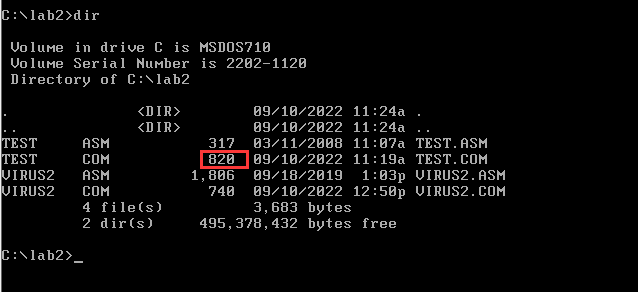 C:\lab2>dir
Volume in drive C is MSDOS710
Volume Serial Number is 2202-1120
Directory of C:\lab2
. <DIR> 09/10/2022 11:24a .
.. <DIR> 09/10/2022 11:24a ..
TEST ASM 317 03/11/2008 11:07a TEST.ASM
TEST COM 820 09/10/2022 11:19a TEST.COM
VIRUS2 ASM 1,806 09/18/2019 1:03p VIRUS2.ASM
VIRUS2 COM 740 09/10/2022 12:50p VIRUS2.COM
4 file(s) 3,683 bytes
2 dir(s) 495,378,432 bytes free
C:\lab2>_